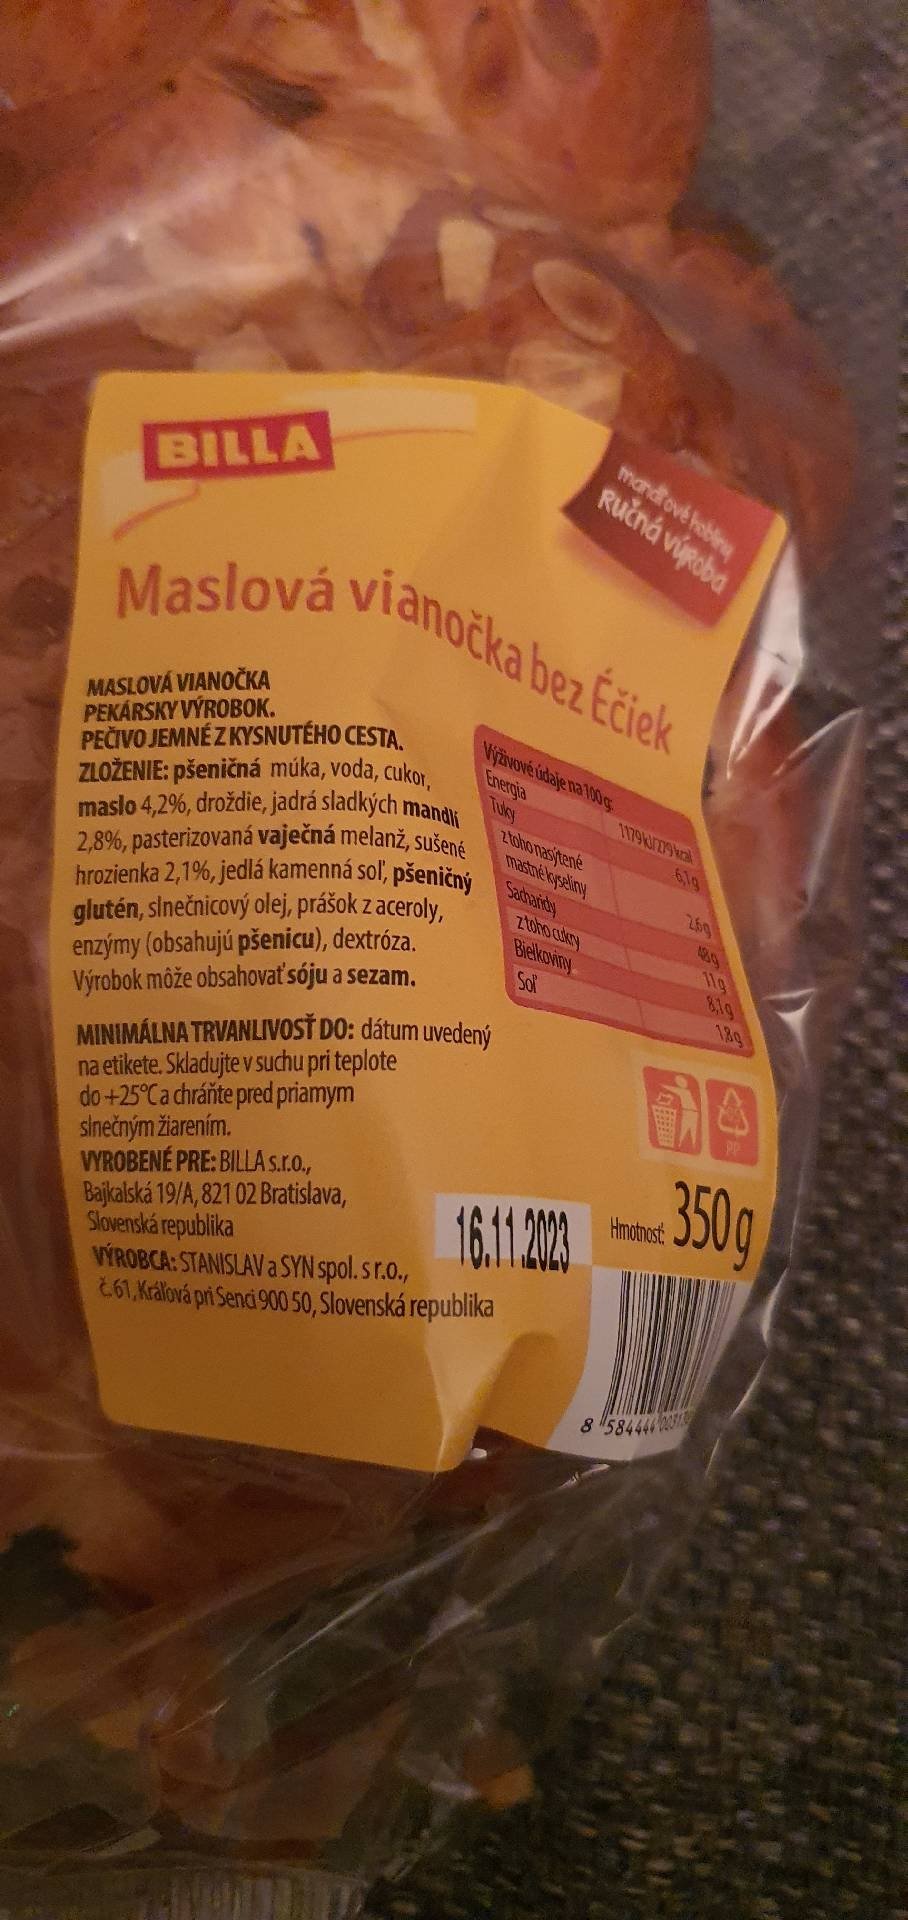 BILLA
mandľové hobliny
Ručná výroba
Maslová vianočka bez Éčiek
MASLOVÁ VIANOČKA
PEKÁRSKY VÝROBOK.
PEČIVO JEMNÉ Z KYSNUTÉHO CESTA.
ZLOŽENIE: pšeničná múka, voda, cukor,
maslo 4,2%, droždie, jadrá sladkých mandlí
2,8%, pasterizovaná vaječná melanž, sušené
hrozienka 2,1%, jedlá kamenná soľ, pšeničný
glutén, slnečnicový olej, prášok z aceroly,
enzýmy (obsahujú pšenicu), dextróza.
Výrobok môže obsahovať sóju a sezam.
Výživové údaje na 100 g:
Energia 1179 kJ/279 kcal
Tuky 6,1 g
z toho nasýtené
mastné kyseliny 2,6 g
Sacharidy 48 g
z toho cukry 11 g
Bielkoviny 8,1 g
Soľ 1,8 g
MINIMÁLNA TRVANLIVOSŤ DO: dátum uvedený
na etikete. Skladujte v suchu pri teplote
do +25°C a chráňte pred priamym
slnečným žiarením.
VYROBENÉ PRE: BILLA s.r.o.,
Bajkalská 19/A, 821 02 Bratislava,
Slovenská republika
VÝROBCA: STANISLAV a SYN spol. s r.o.,
č.61, Kráľová pri Senci 900 50, Slovenská republika
PP
16.11.2023
Hmotnosť: 350 g
8 584444